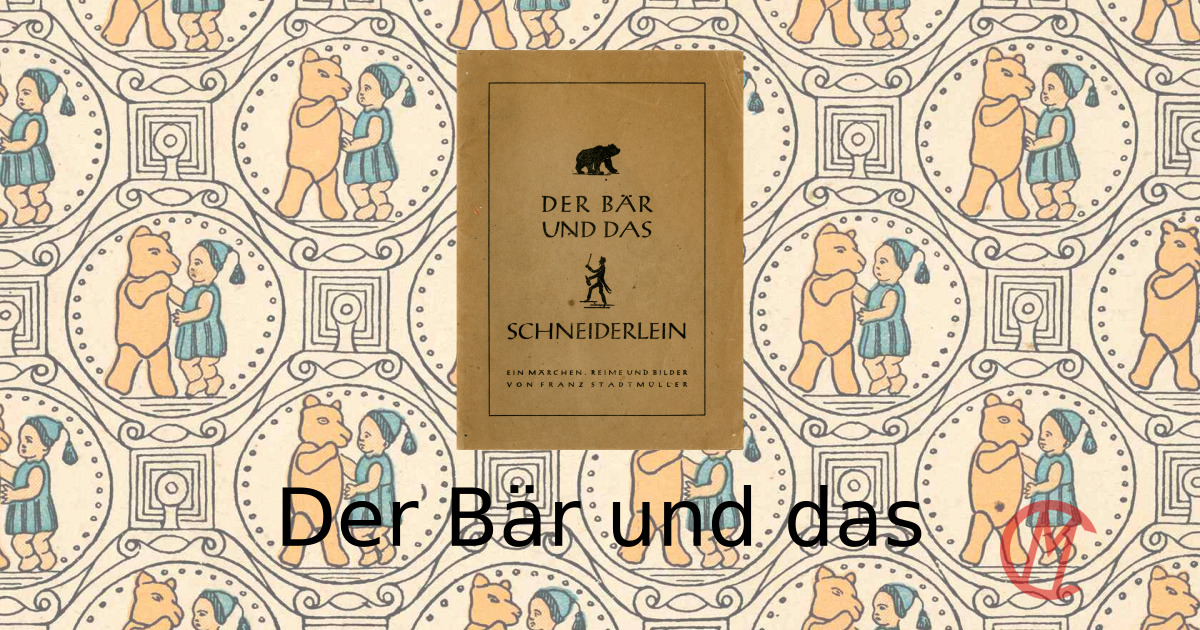 DER BÄR
UND DAS
SCHNEIDERLEIN
EIN MÄRCHEN. REIME UND BILDER
VON FRANZ STADTMÜLLER
Der Bär und das